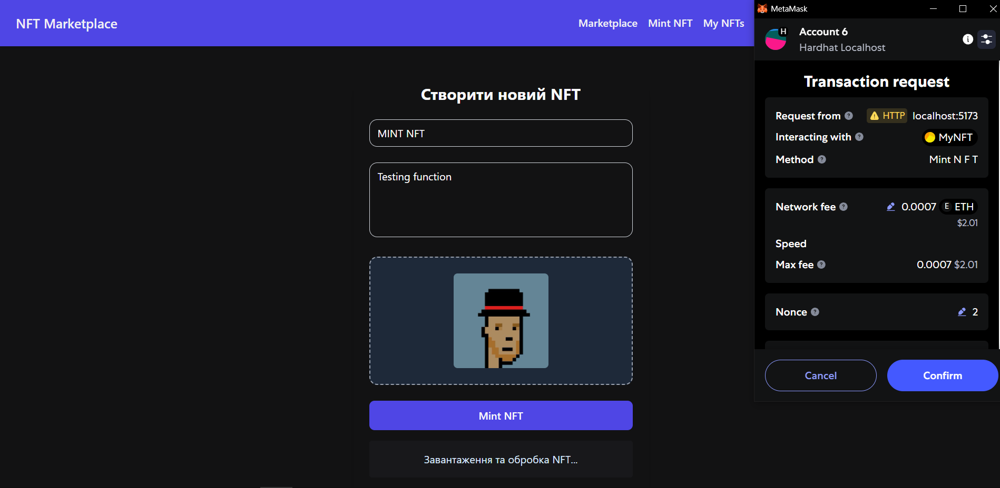 NFT Marketplace
Marketplace Mint NFT My NFTs
Створити новий NFT
MINT NFT
Testing function
Mint NFT
Завантаження та обробка NFT...
MetaMask
H
Account 6
Hardhat Localhost
Transaction request
Request from ? HTTP localhost:5173
Interacting with ? MyNFT
Method ? Mint N F T
Network fee ? 0.0007 E ETH
$2.01
Speed
Max fee ? 0.0007 $2.01
Nonce ? 2
Cancel Confirm